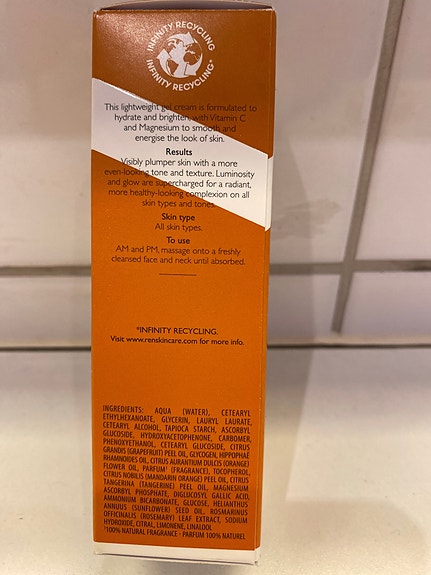 INFINITY RECYCLING
INFINITY RECYCLING*
This lightweight gel cream is formulated to
hydrate and brighten, with Vitamin C
and Magnesium to smooth and
energise the look of skin.
Results
Visibly plumper skin with a more
even-looking tone and texture. Luminosity
and glow are supercharged for a radiant,
more healthy-looking complexion on all
skin types and tones.
Skin type
All skin types.
To use
AM and PM, massage onto a freshly
cleansed face and neck until absorbed.
*INFINITY RECYCLING.
Visit www.renskincare.com for more info.
INGREDIENTS: AQUA (WATER), CETEARYL
ETHYLHEXANOATE, GLYCERIN, LAURYL LAURATE,
CETEARYL ALCOHOL, TAPIOCA STARCH, ASCORBYL
GLUCOSIDE, HYDROXYACETOPHENONE, CARBOMER,
PHENOXYETHANOL, CETEARYL GLUCOSIDE, CITRUS
GRANDIS (GRAPEFRUIT) PEEL OIL, GLYCOGEN, HIPPOPHAE
RHAMNOIDES OIL, CITRUS AURANTIUM DULCIS (ORANGE)
FLOWER OIL, PARFUM¹ (FRAGRANCE), TOCOPHEROL,
CITRUS NOBILIS (MANDARIN ORANGE) PEEL OIL, CITRUS
TANGERINA (TANGERINE) PEEL OIL, MAGNESIUM
ASCORBYL PHOSPHATE, DIGLUCOSYL GALLIC ACID,
AMMONIUM BICARBONATE, GLUCOSE, HELIANTHUS
ANNUUS (SUNFLOWER) SEED OIL, ROSMARINUS
OFFICINALIS (ROSEMARY) LEAF EXTRACT, SODIUM
HYDROXIDE, CITRAL, LIMONENE, LINALOOL
¹100% NATURAL FRAGRANCE - PARFUM 100% NATUREL